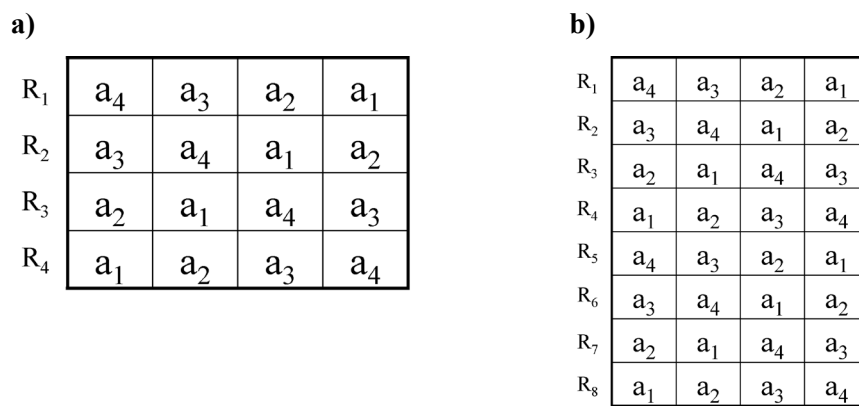 a)
R₁ a₄ a₃ a₂ a₁
R₂ a₃ a₄ a₁ a₂
R₃ a₂ a₁ a₄ a₃
R₄ a₁ a₂ a₃ a₄
b)
R₁ a₄ a₃ a₂ a₁
R₂ a₃ a₄ a₁ a₂
R₃ a₂ a₁ a₄ a₃
R₄ a₁ a₂ a₃ a₄
R₅ a₄ a₃ a₂ a₁
R₆ a₃ a₄ a₁ a₂
R₇ a₂ a₁ a₄ a₃
R₈ a₁ a₂ a₃ a₄